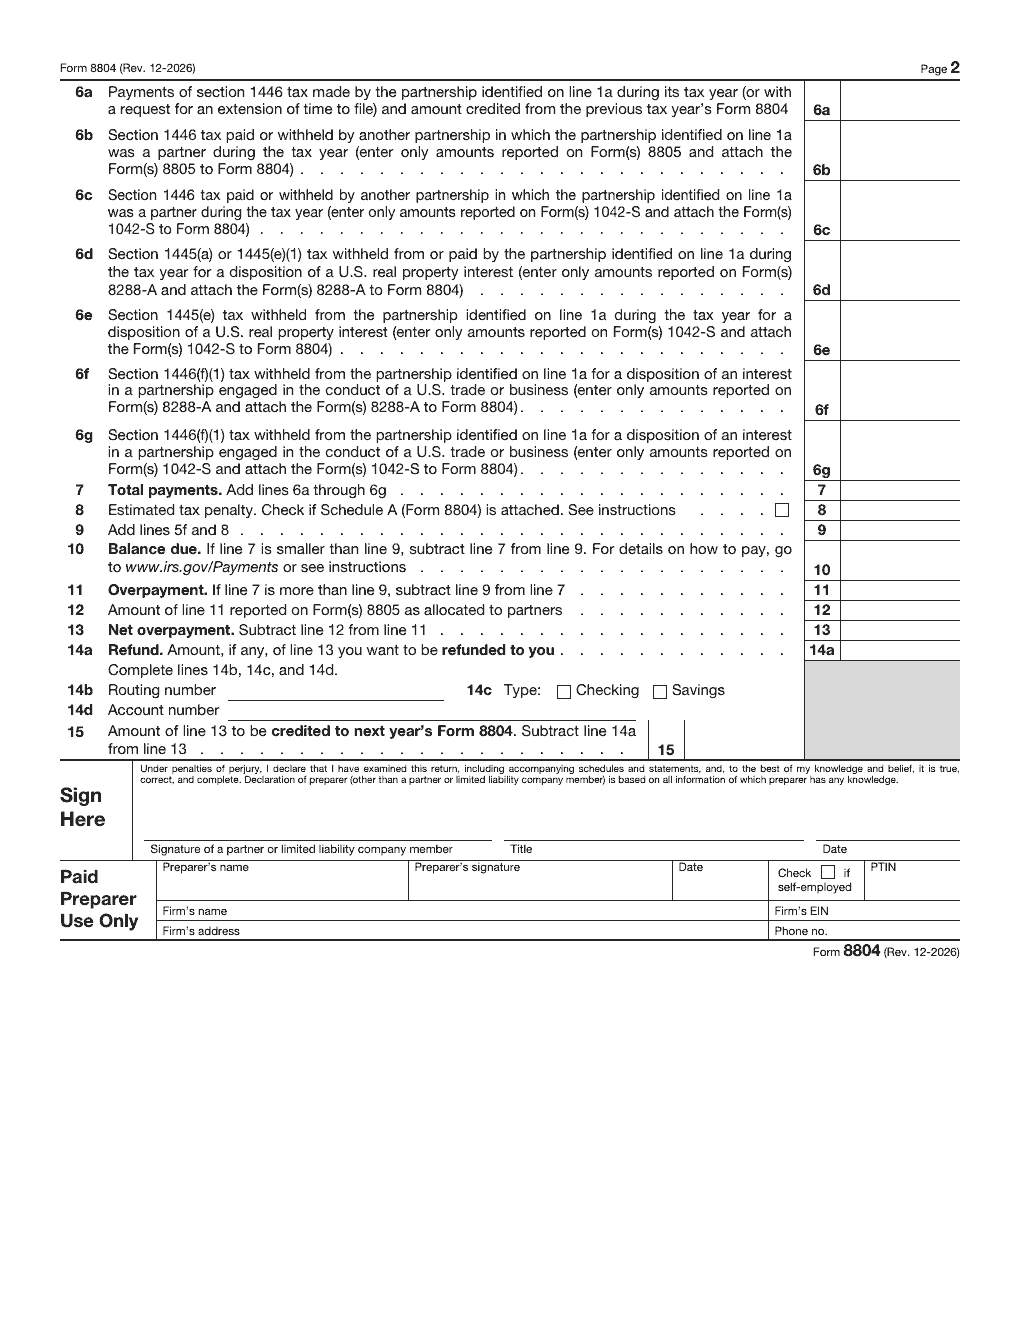 Form 8804 (Rev. 12-2026) Page 2
6a Payments of section 1446 tax made by the partnership identified on line 1a during its tax year (or with
a request for an extension of time to file) and amount credited from the previous tax year's Form 8804 6a
6b Section 1446 tax paid or withheld by another partnership in which the partnership identified on line 1a
was a partner during the tax year (enter only amounts reported on Form(s) 8805 and attach the
Form(s) 8805 to Form 8804) . . . . . . . . . . . . . . . . . . . . . . . 6b
6c Section 1446 tax paid or withheld by another partnership in which the partnership identified on line 1a
was a partner during the tax year (enter only amounts reported on Form(s) 1042-S and attach the Form(s)
1042-S to Form 8804) . . . . . . . . . . . . . . . . . . . . . . . . . 6c
6d Section 1445(a) or 1445(e)(1) tax withheld from or paid by the partnership identified on line 1a during
the tax year for a disposition of a U.S. real property interest (enter only amounts reported on Form(s)
8288-A and attach the Form(s) 8288-A to Form 8804) . . . . . . . . . . . . . . . 6d
6e Section 1445(e) tax withheld from the partnership identified on line 1a during the tax year for a
disposition of a U.S. real property interest (enter only amounts reported on Form(s) 1042-S and attach
the Form(s) 1042-S to Form 8804) . . . . . . . . . . . . . . . . . . . . . 6e
6f Section 1446(f)(1) tax withheld from the partnership identified on line 1a for a disposition of an interest
in a partnership engaged in the conduct of a U.S. trade or business (enter only amounts reported on
Form(s) 8288-A and attach the Form(s) 8288-A to Form 8804) . . . . . . . . . . . . . 6f
6g Section 1446(f)(1) tax withheld from the partnership identified on line 1a for a disposition of an interest
in a partnership engaged in the conduct of a U.S. trade or business (enter only amounts reported on
Form(s) 1042-S and attach the Form(s) 1042-S to Form 8804) . . . . . . . . . . . . . 6g
7 Total payments. Add lines 6a through 6g . . . . . . . . . . . . . . . . . . . 7
8 Estimated tax penalty. Check if Schedule A (Form 8804) is attached. See instructions . . . . 8
9 Add lines 5f and 8 . . . . . . . . . . . . . . . . . . . . . . . . . . 9
10 Balance due. If line 7 is smaller than line 9, subtract line 7 from line 9. For details on how to pay, go
to www.irs.gov/Payments or see instructions . . . . . . . . . . . . . . . . . . 10
11 Overpayment. If line 7 is more than line 9, subtract line 9 from line 7 . . . . . . . . . . 11
12 Amount of line 11 reported on Form(s) 8805 as allocated to partners . . . . . . . . . . 12
13 Net overpayment. Subtract line 12 from line 11 . . . . . . . . . . . . . . . . . 13
14a Refund. Amount, if any, of line 13 you want to be refunded to you . . . . . . . . . . . 14a
Complete lines 14b, 14c, and 14d.
14b Routing number 14c Type: Checking Savings
14d Account number
15 Amount of line 13 to be credited to next year's Form 8804. Subtract line 14a
from line 13 . . . . . . . . . . . . . . . . . . . . . 15
Sign
Here
Under penalties of perjury, I declare that I have examined this return, including accompanying schedules and statements, and, to the best of my knowledge and belief, it is true,
correct, and complete. Declaration of preparer (other than a partner or limited liability company member) is based on all information of which preparer has any knowledge.
Signature of a partner or limited liability company member Title Date
Paid
Preparer
Use Only
Preparer's name Preparer's signature Date Check if
self-employed PTIN
Firm's name Firm's EIN
Firm's address Phone no.
Form 8804 (Rev. 12-2026)